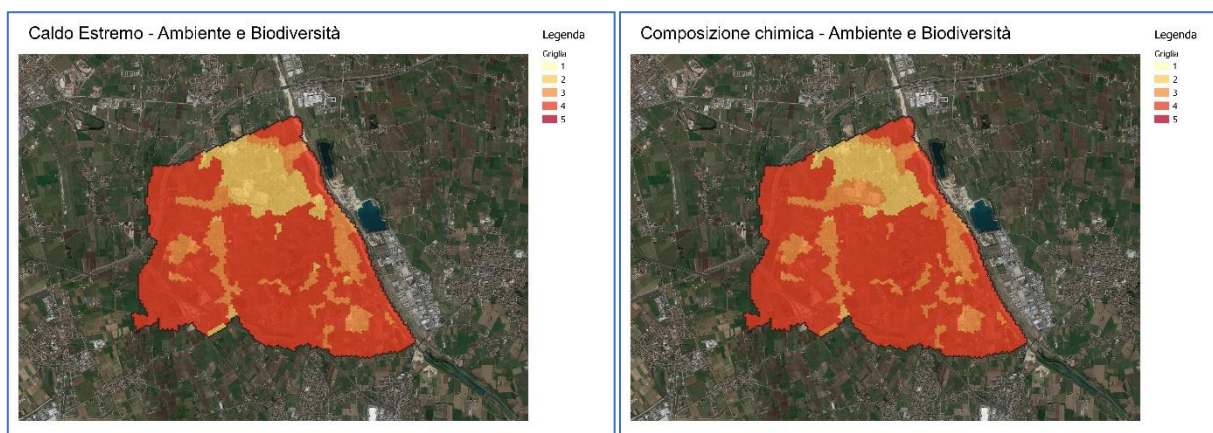 Caldo Estremo - Ambiente e Biodiversità
Legenda
Griglia
1
2
3
4
5
Composizione chimica - Ambiente e Biodiversità
Legenda
Griglia
1
2
3
4
5